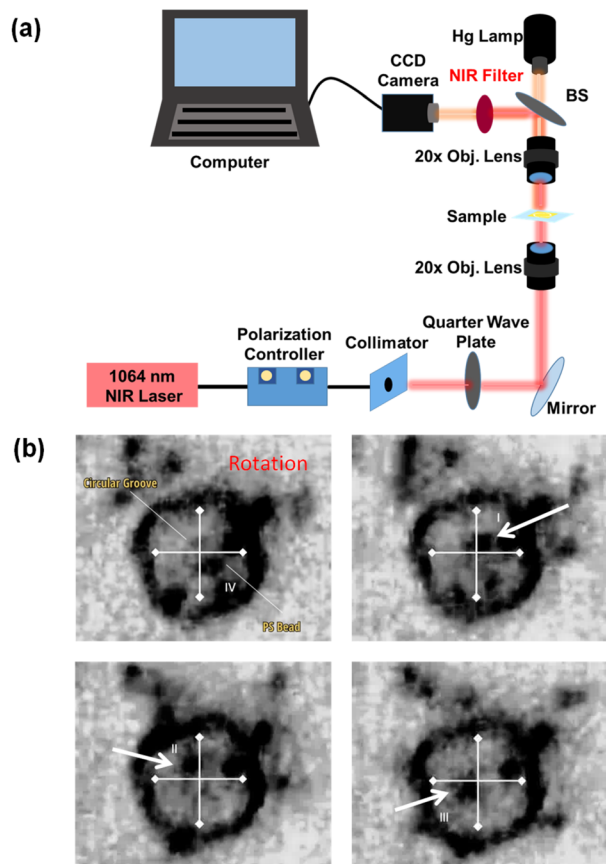 (a)
Hg Lamp
CCD
Camera
NIR Filter
BS
Computer
20x Obj. Lens
Sample
20x Obj. Lens
Polarization
Controller
Collimator
Quarter Wave
Plate
1064 nm
NIR Laser
Mirror
(b)
Rotation
Circular Groove
IV
PS Bead
I
II
III